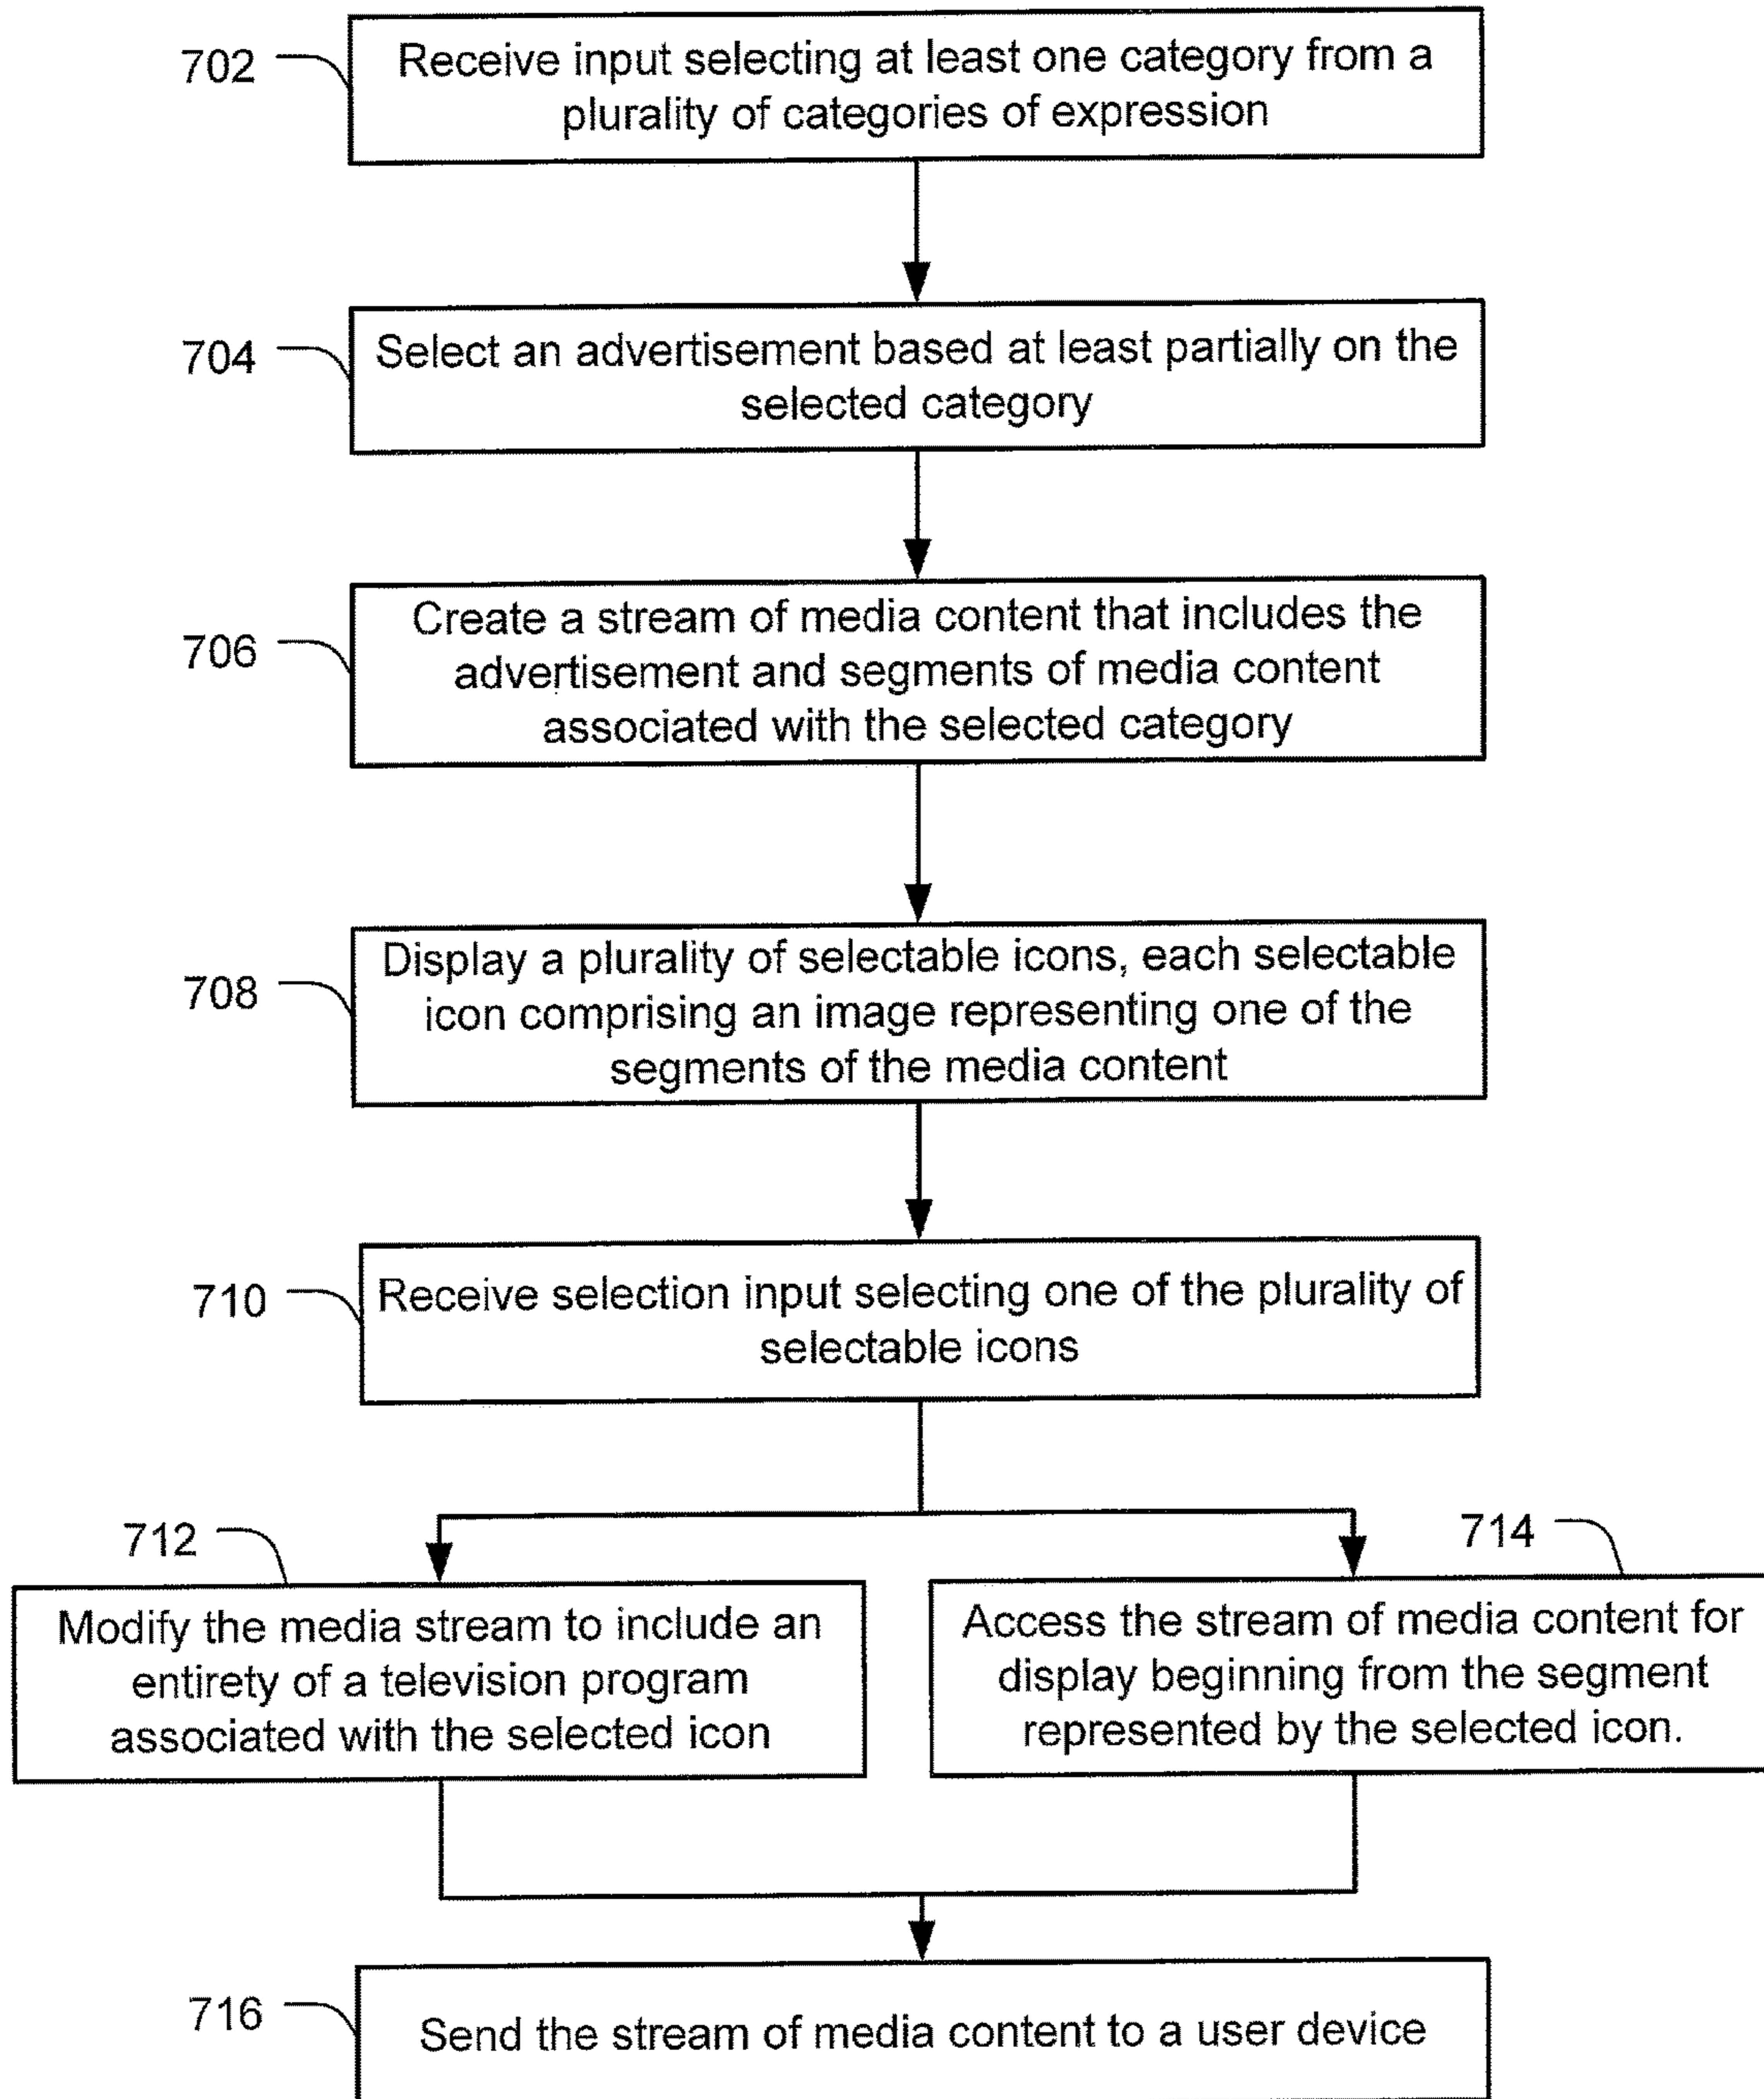 702
Receive input selecting at least one category from a
plurality of categories of expression
704
Select an advertisement based at least partially on the
selected category
706
Create a stream of media content that includes the
advertisement and segments of media content
associated with the selected category
708
Display a plurality of selectable icons, each selectable
icon comprising an image representing one of the
segments of the media content
710
Receive selection input selecting one of the plurality of
selectable icons
712
Modify the media stream to include an
entirety of a television program
associated with the selected icon
714
Access the stream of media content for
display beginning from the segment
represented by the selected icon.
716
Send the stream of media content to a user device